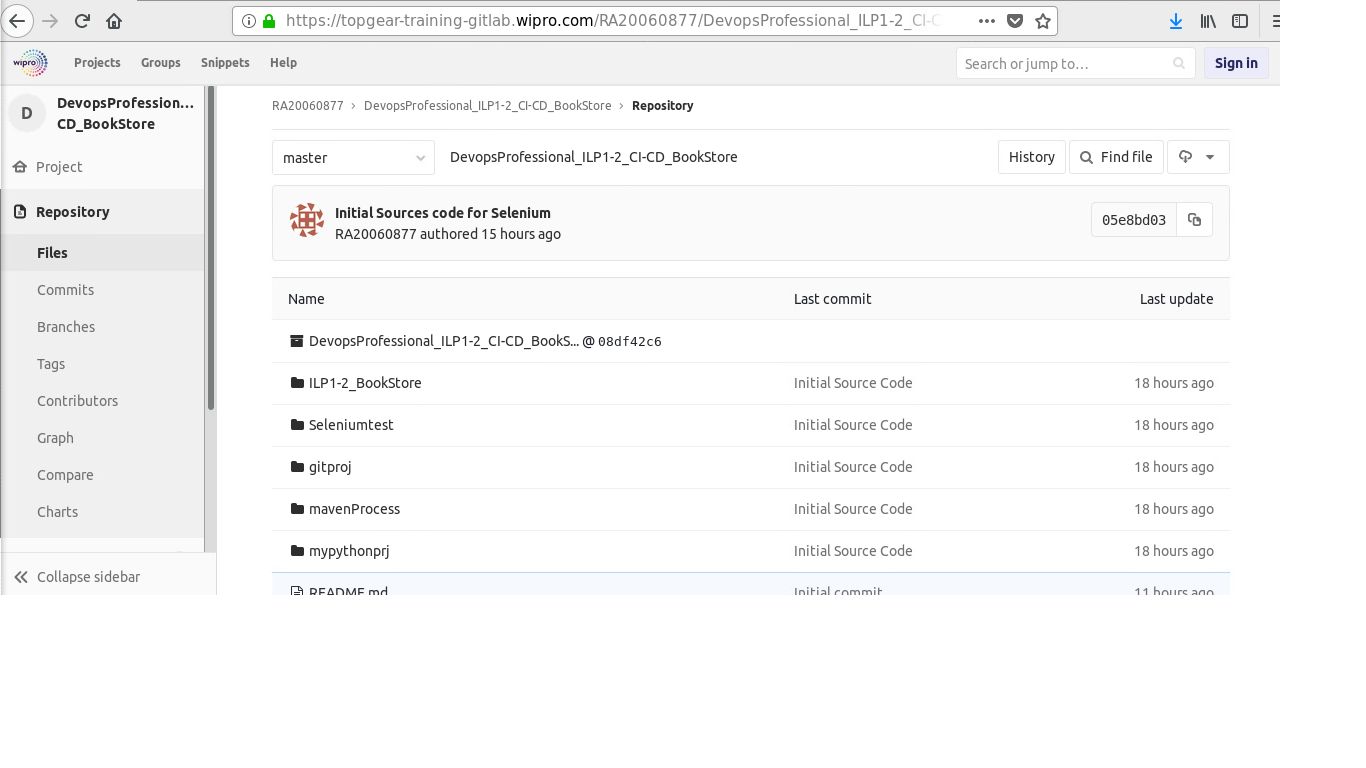 https://topgear-training-gitlab.wipro.com/RA20060877/DevopsProfessional_ILP1-2_CI-C
wipro
Projects Groups Snippets Help
Search or jump to…
Sign in
D
DevopsProfession...
CD_BookStore
Project
Repository
Files
Commits
Branches
Tags
Contributors
Graph
Compare
Charts
Collapse sidebar
RA20060877 › DevopsProfessional_ILP1-2_CI-CD_BookStore › Repository
master
DevopsProfessional_ILP1-2_CI-CD_BookStore
History
Find file
Initial Sources code for Selenium
RA20060877 authored 15 hours ago
05e8bd03
Name Last commit Last update
DevopsProfessional_ILP1-2_CI-CD_BookS... @ 08df42c6
ILP1-2_BookStore Initial Source Code 18 hours ago
Seleniumtest Initial Source Code 18 hours ago
gitproj Initial Source Code 18 hours ago
mavenProcess Initial Source Code 18 hours ago
mypythonprj Initial Source Code 18 hours ago
README.md Initial commit 11 hours ago